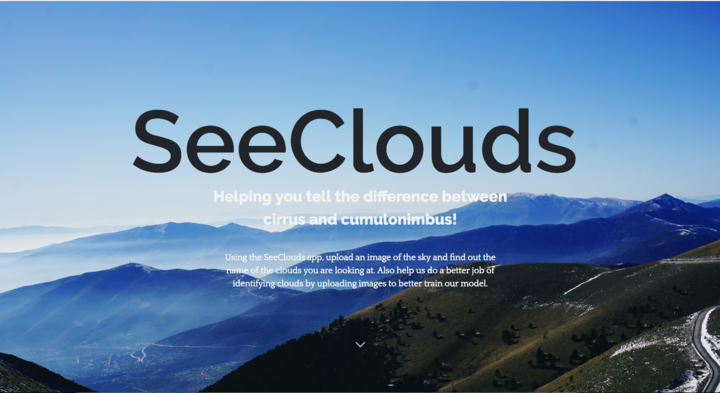 SeeClouds
Helping you tell the difference between
cirrus and cumulonimbus!
Using the SeeClouds app, upload an image of the sky and find out the
name of the clouds you are looking at. Also help us do a better job of
identifying clouds by uploading images to better train our model.